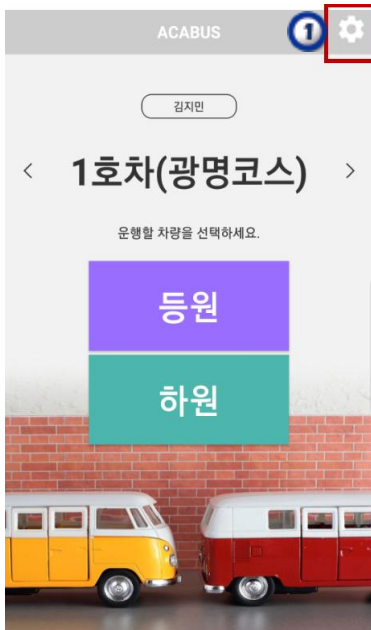 ACABUS
1
김지민
< 1호차(광명코스) >
운행할 차량을 선택하세요.
등원
하원